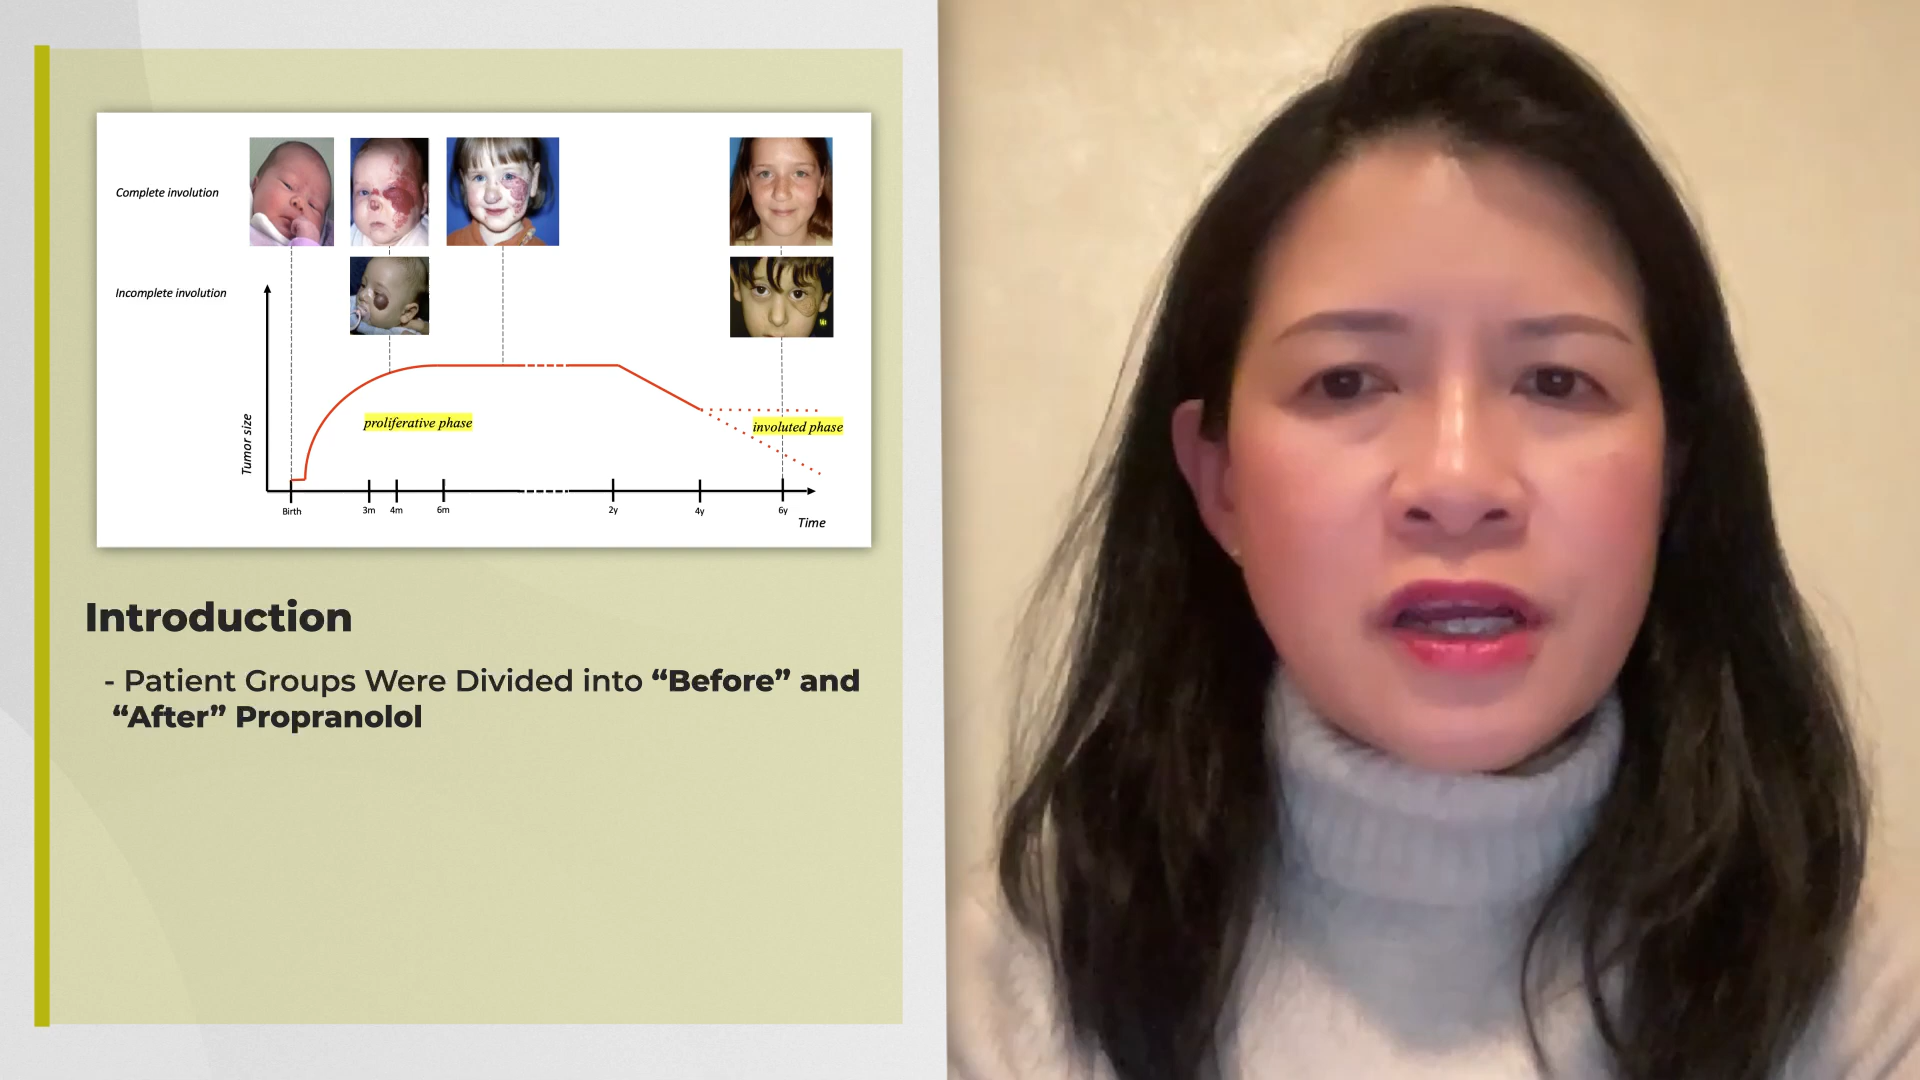 Complete involution
Incomplete involution
Tumor size
proliferative phase
involuted phase
Birth 3m 4m 6m 2y 4y 6y
Time
Introduction
- Patient Groups Were Divided into “Before” and
“After” Propranolol